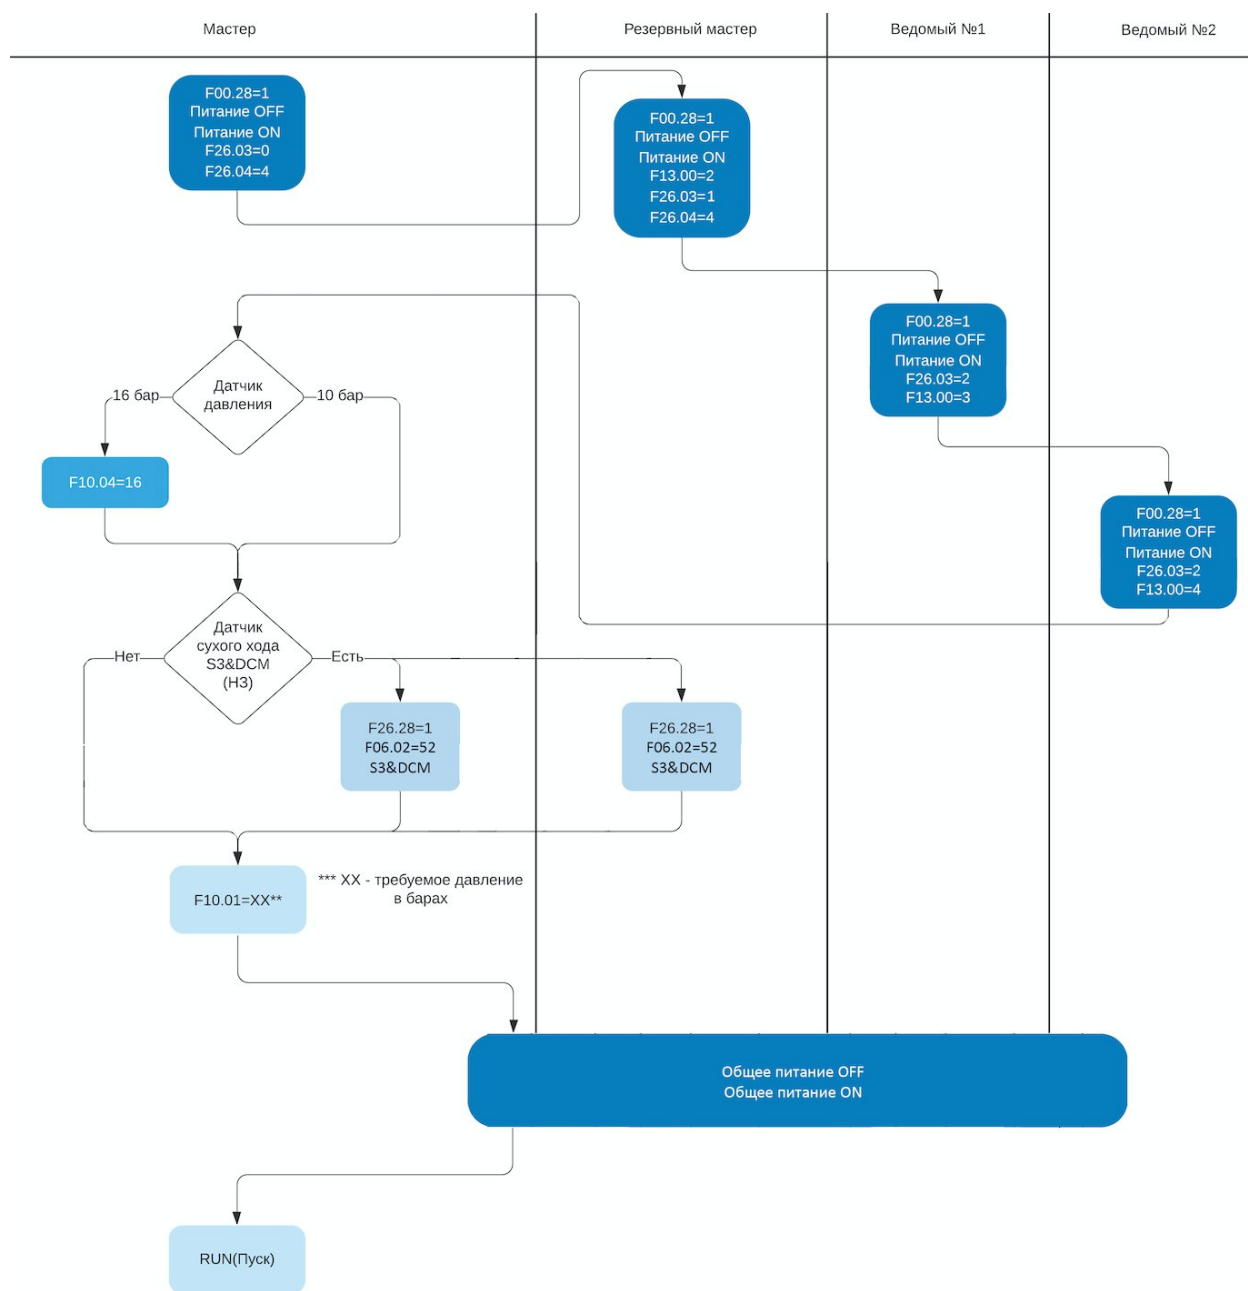 Мастер
Резервный мастер
Ведомый №1
Ведомый №2
F00.28=1
Питание OFF
Питание ON
F26.03=0
F26.04=4
F00.28=1
Питание OFF
Питание ON
F13.00=2
F26.03=1
F26.04=4
F00.28=1
Питание OFF
Питание ON
F26.03=2
F13.00=3
F00.28=1
Питание OFF
Питание ON
F26.03=2
F13.00=4
Датчик
давления
16 бар
10 бар
F10.04=16
Датчик
сухого хода
S3&DCM
(НЗ)
Нет
Есть
F26.28=1
F06.02=52
S3&DCM
F26.28=1
F06.02=52
S3&DCM
F10.01=XX**
*** XX - требуемое давление
в барах
Общее питание OFF
Общее питание ON
RUN(Пуск)